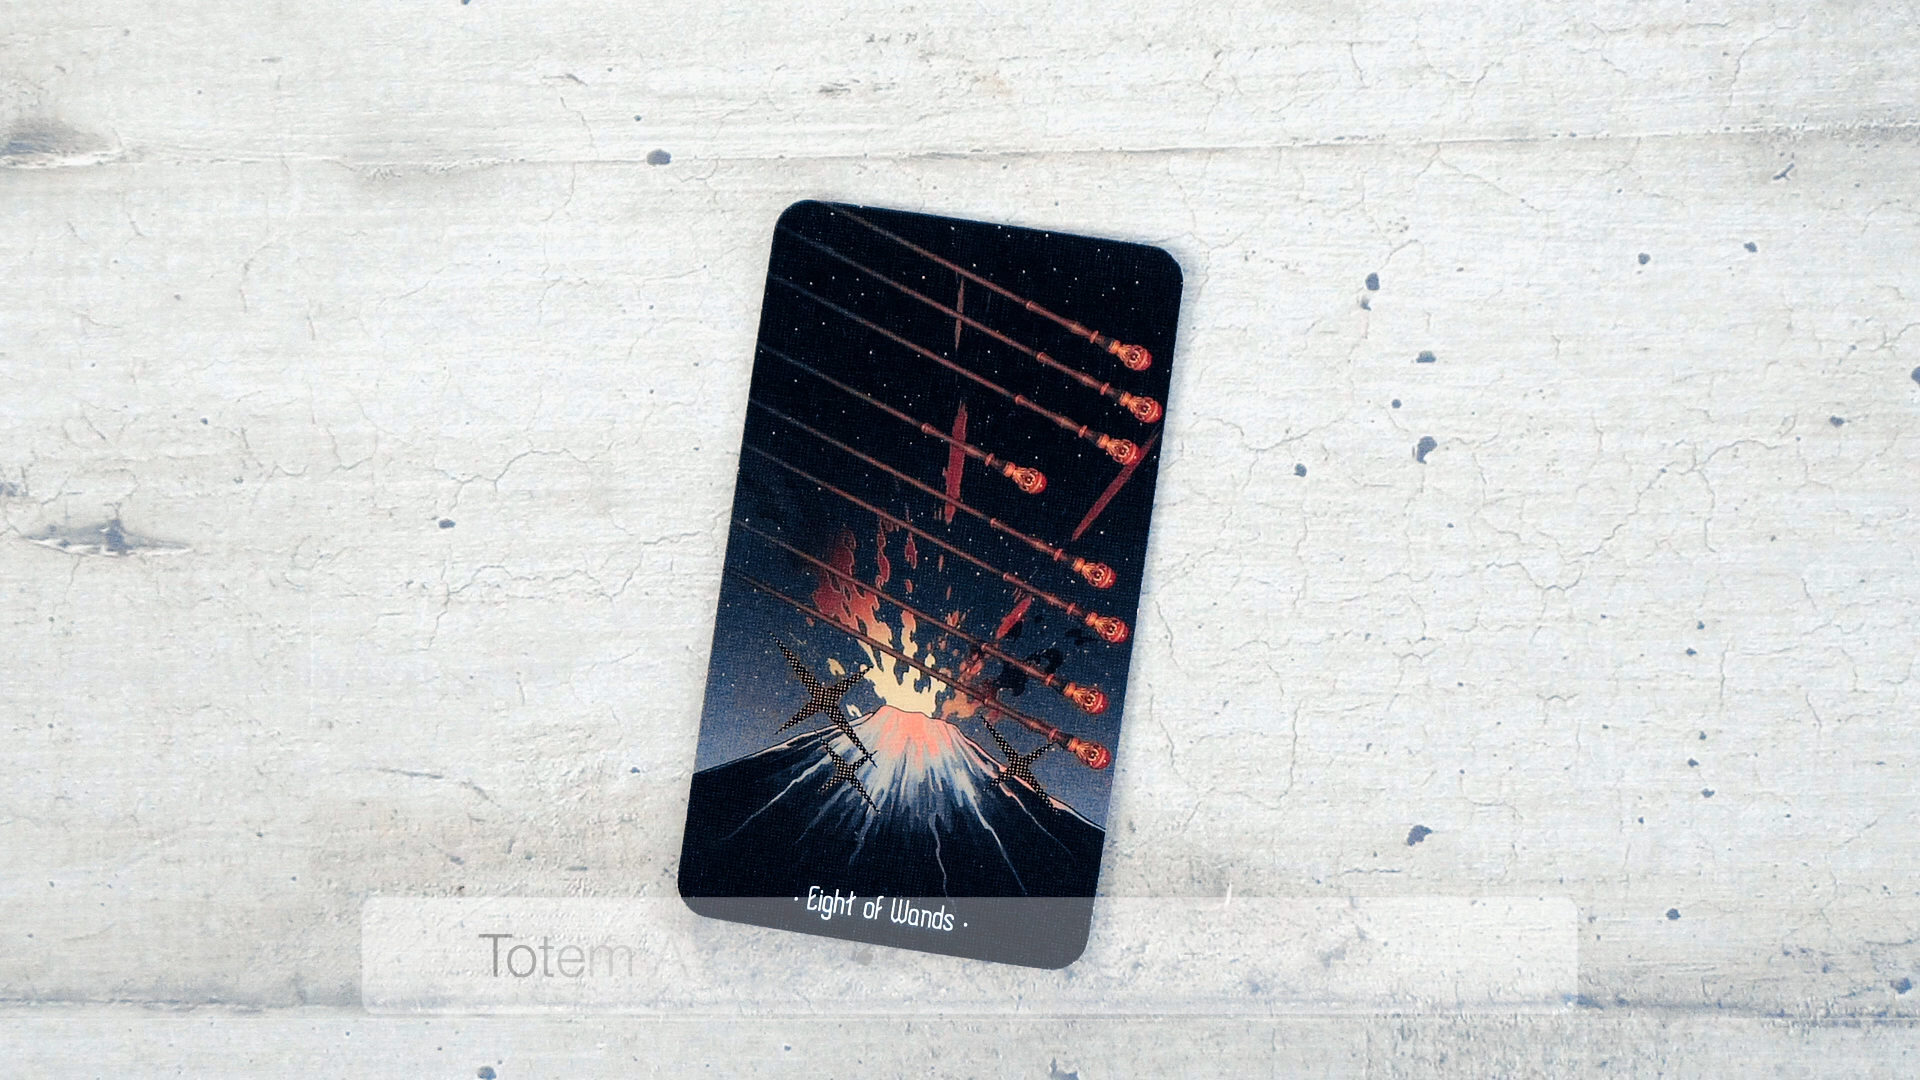 · Eight of Wands ·
Totem A